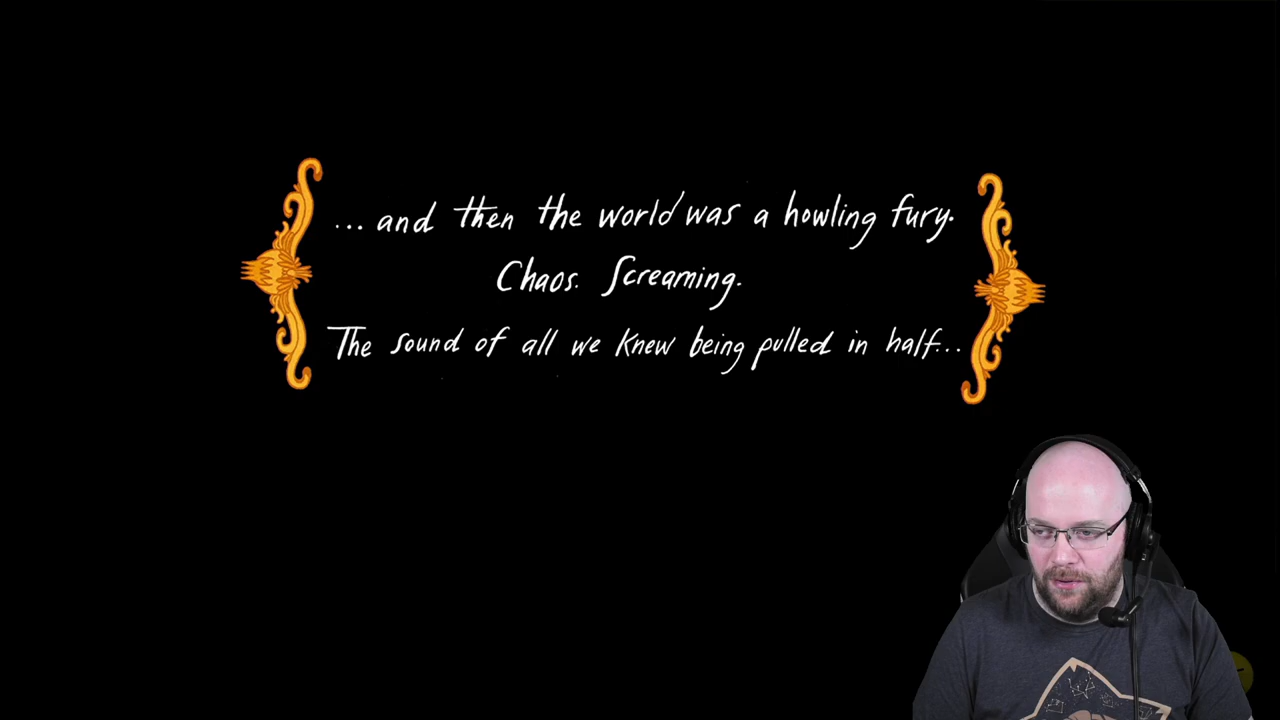 ...and then the world was a howling fury.
Chaos. Screaming.
The sound of all we knew being pulled in half...